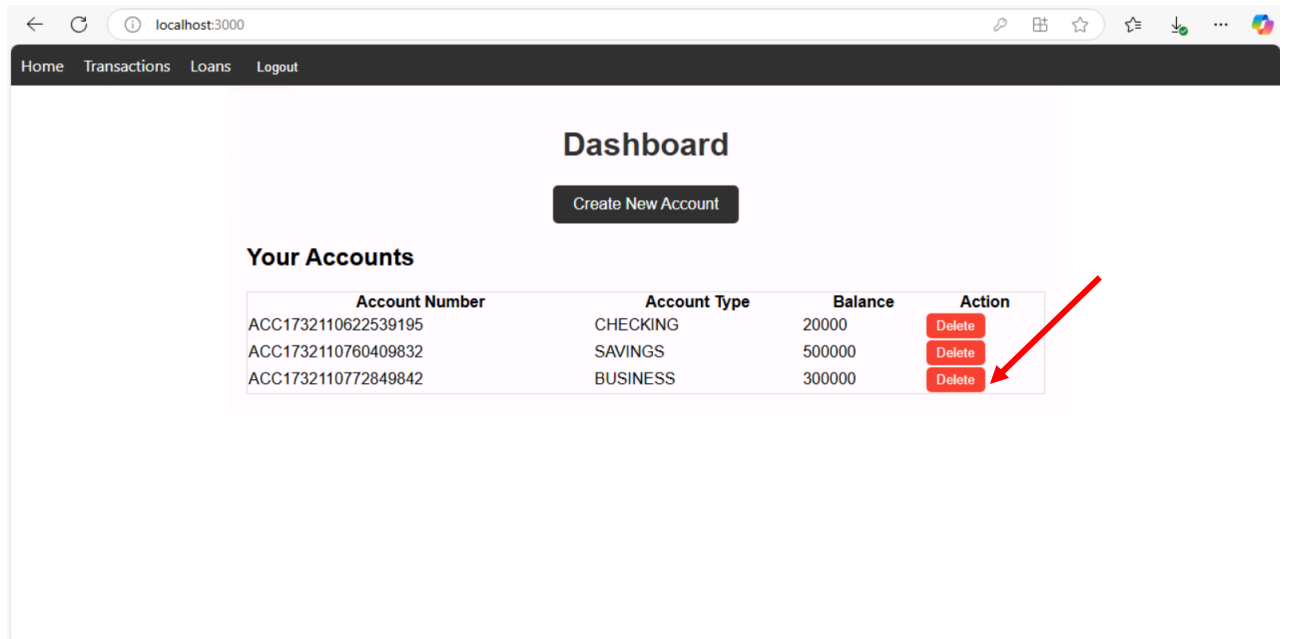 localhost:3000
Home Transactions Loans Logout
Dashboard
Create New Account
Your Accounts
Account Number Account Type Balance Action
ACC1732110622539195 CHECKING 20000 Delete
ACC1732110760409832 SAVINGS 500000 Delete
ACC1732110772849842 BUSINESS 300000 Delete